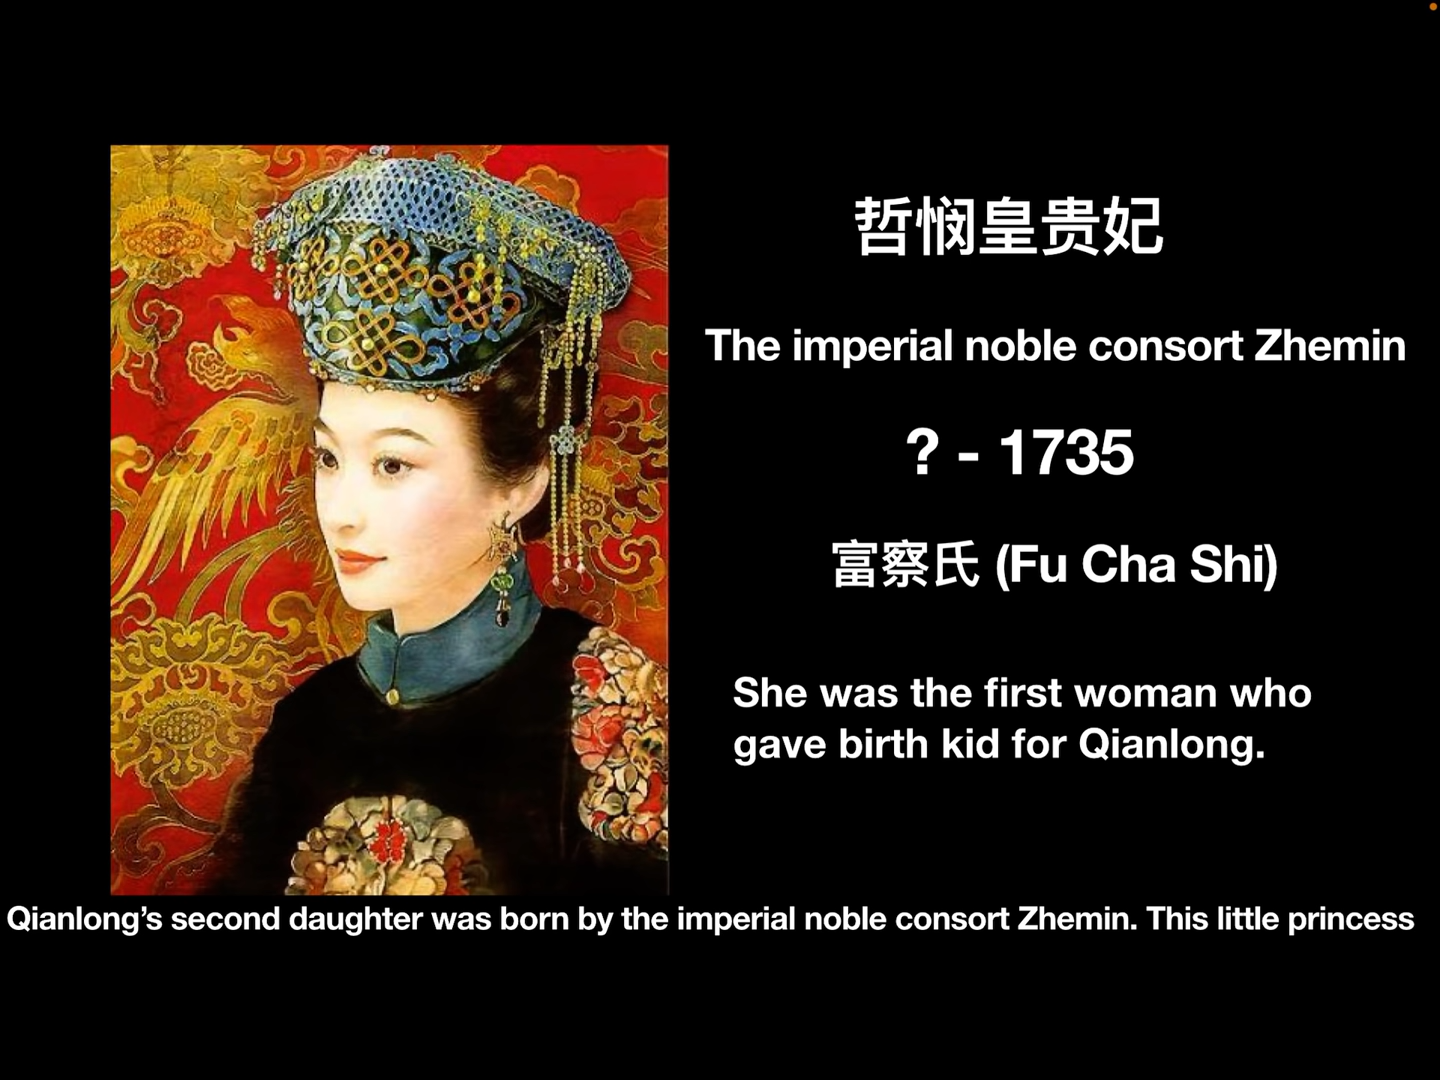 哲悯皇贵妃
The imperial noble consort Zhemin
? - 1735
富察氏 (Fu Cha Shi)
She was the first woman who
gave birth kid for Qianlong.
Qianlong’s second daughter was born by the imperial noble consort Zhemin. This little princess